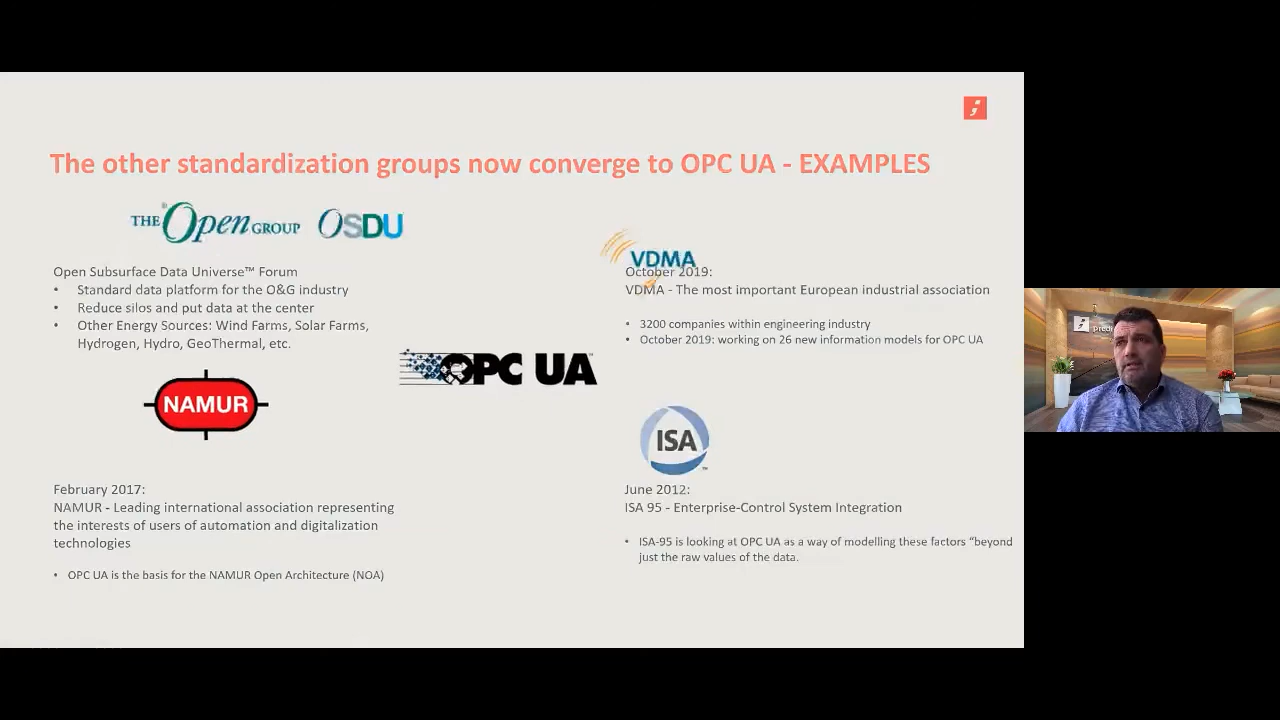 The other standardization groups now converge to OPC UA - EXAMPLES
THE Open GROUP OSDU
Open Subsurface Data Universe™ Forum
• Standard data platform for the O&G industry
• Reduce silos and put data at the center
• Other Energy Sources: Wind Farms, Solar Farms,
Hydrogen, Hydro, GeoThermal, etc.
VDMA
October 2019:
VDMA - The most important European industrial association
• 3200 companies within engineering industry
• October 2019: working on 26 new information models for OPC UA
OPC UA™
NAMUR
February 2017:
NAMUR - Leading international association representing
the interests of users of automation and digitalization
technologies
• OPC UA is the basis for the NAMUR Open Architecture (NOA)
ISA™
June 2012:
ISA 95 - Enterprise-Control System Integration
• ISA-95 is looking at OPC UA as a way of modelling these factors “beyond
just the raw values of the data.